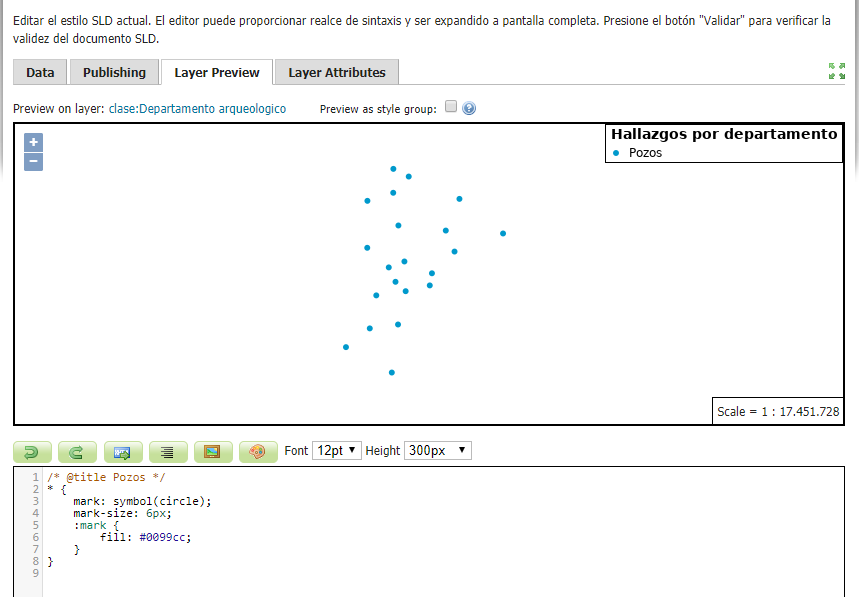 Editar el estilo SLD actual. El editor puede proporcionar realce de sintaxis y ser expandido a pantalla completa. Presione el botón "Validar" para verificar la
validez del documento SLD.
Data Publishing Layer Preview Layer Attributes
Preview on layer: clase:Departamento arqueologico Preview as style group:
+
−
Hallazgos por departamento
Pozos
Scale = 1 : 17.451.728
Font 12pt Height 300px
1 /* @title Pozos */
2 * {
3     mark: symbol(circle);
4     mark-size: 6px;
5     :mark {
6         fill: #0099cc;
7     }
8 }
9